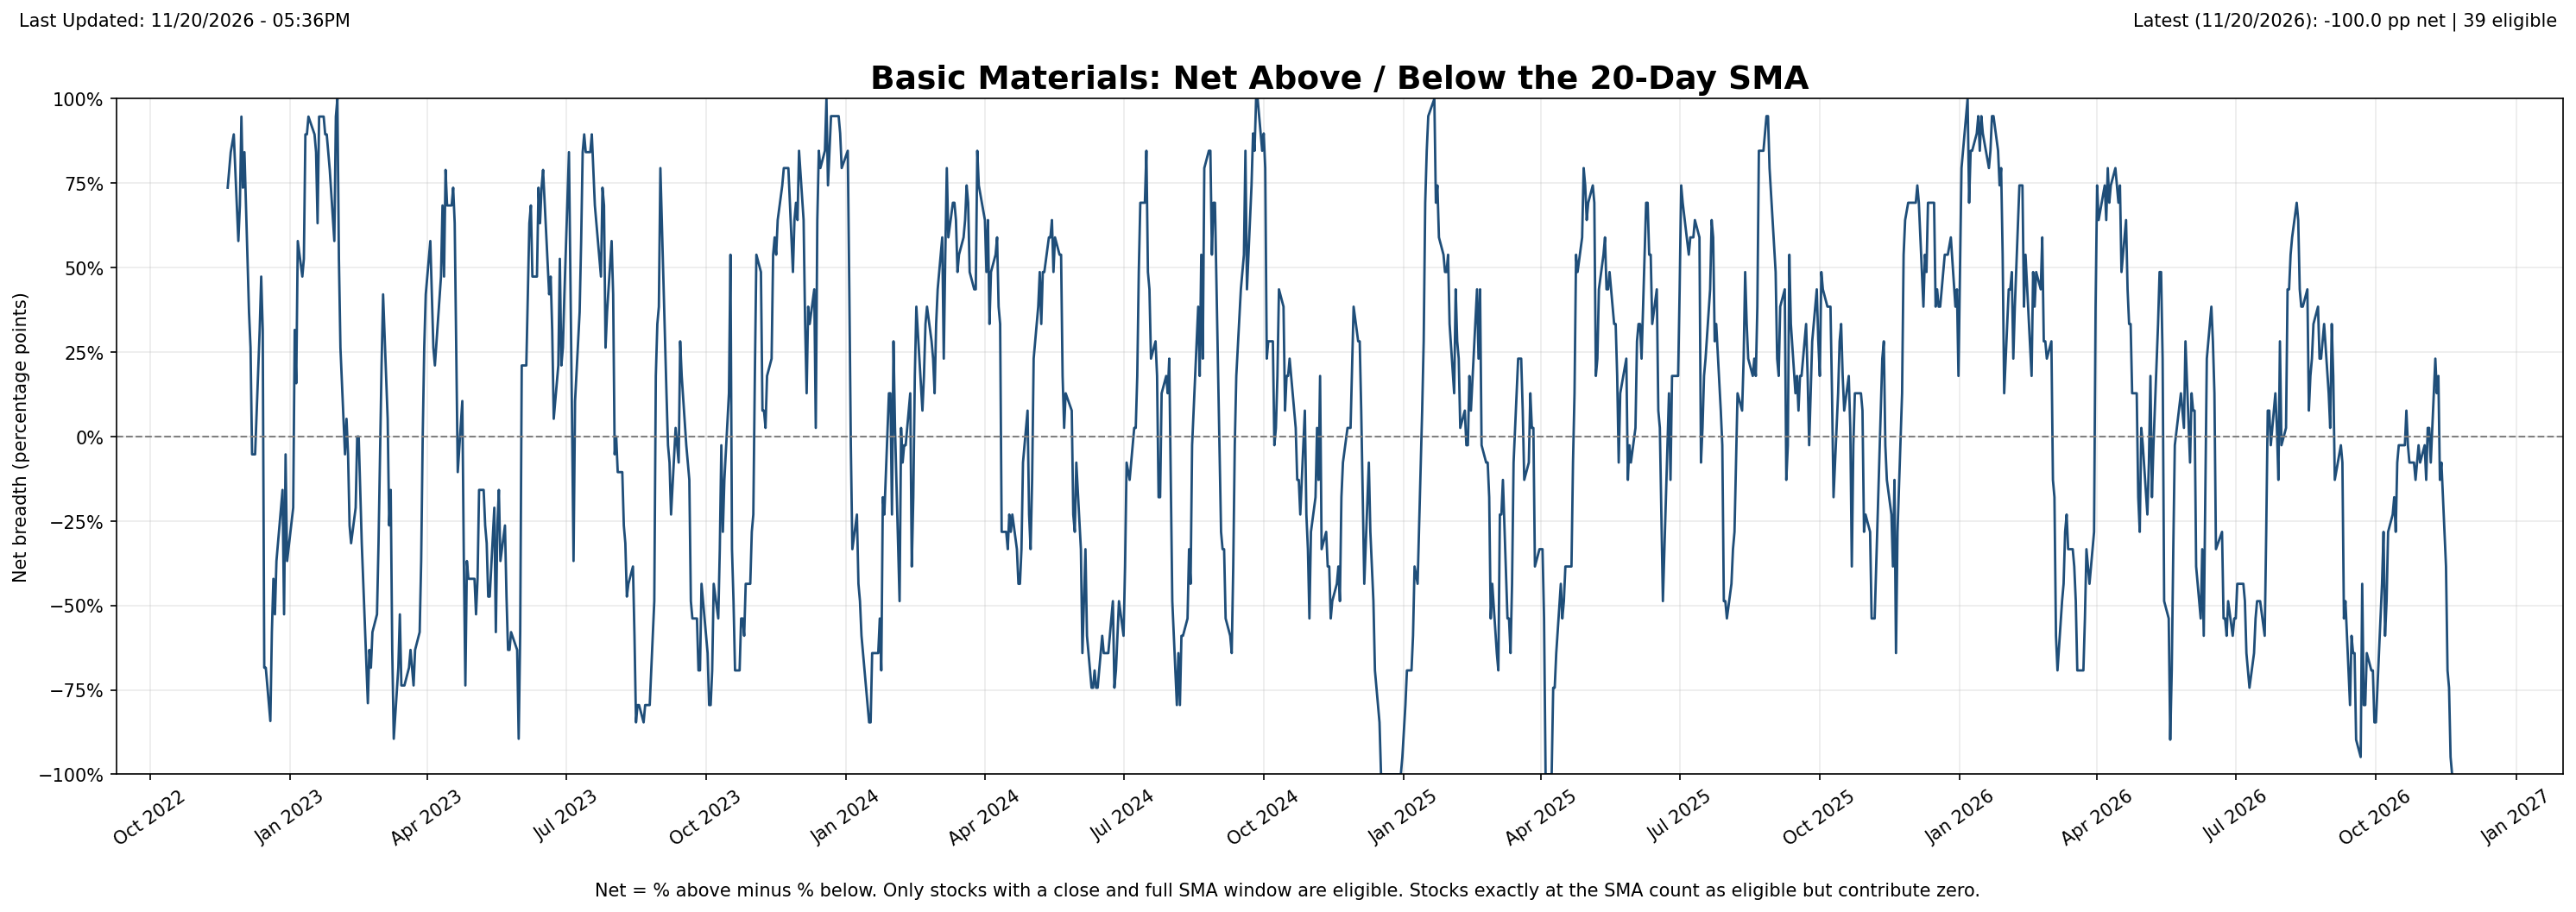 Last Updated: 11/20/2026 - 05:36PM
Latest (11/20/2026): -100.0 pp net | 39 eligible
Basic Materials: Net Above / Below the 20-Day SMA
Net breadth (percentage points)
100%
75%
50%
25%
0%
−25%
−50%
−75%
−100%
Oct 2022
Jan 2023
Apr 2023
Jul 2023
Oct 2023
Jan 2024
Apr 2024
Jul 2024
Oct 2024
Jan 2025
Apr 2025
Jul 2025
Oct 2025
Jan 2026
Apr 2026
Jul 2026
Oct 2026
Jan 2027
Net = % above minus % below. Only stocks with a close and full SMA window are eligible. Stocks exactly at the SMA count as eligible but contribute zero.